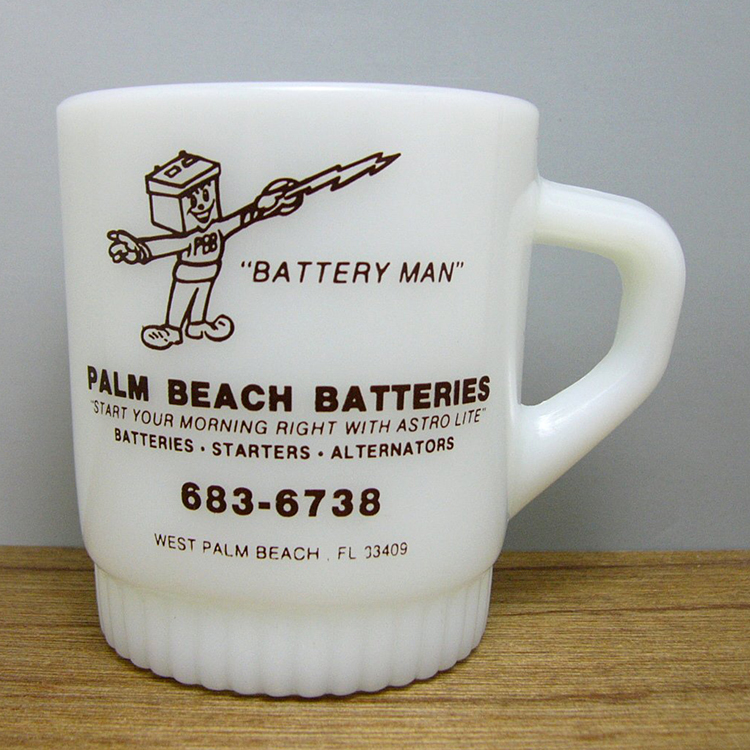 PBB
"BATTERY MAN"
PALM BEACH BATTERIES
"START YOUR MORNING RIGHT WITH ASTRO LITE"
BATTERIES · STARTERS · ALTERNATORS
683-6738
WEST PALM BEACH, FL 33409